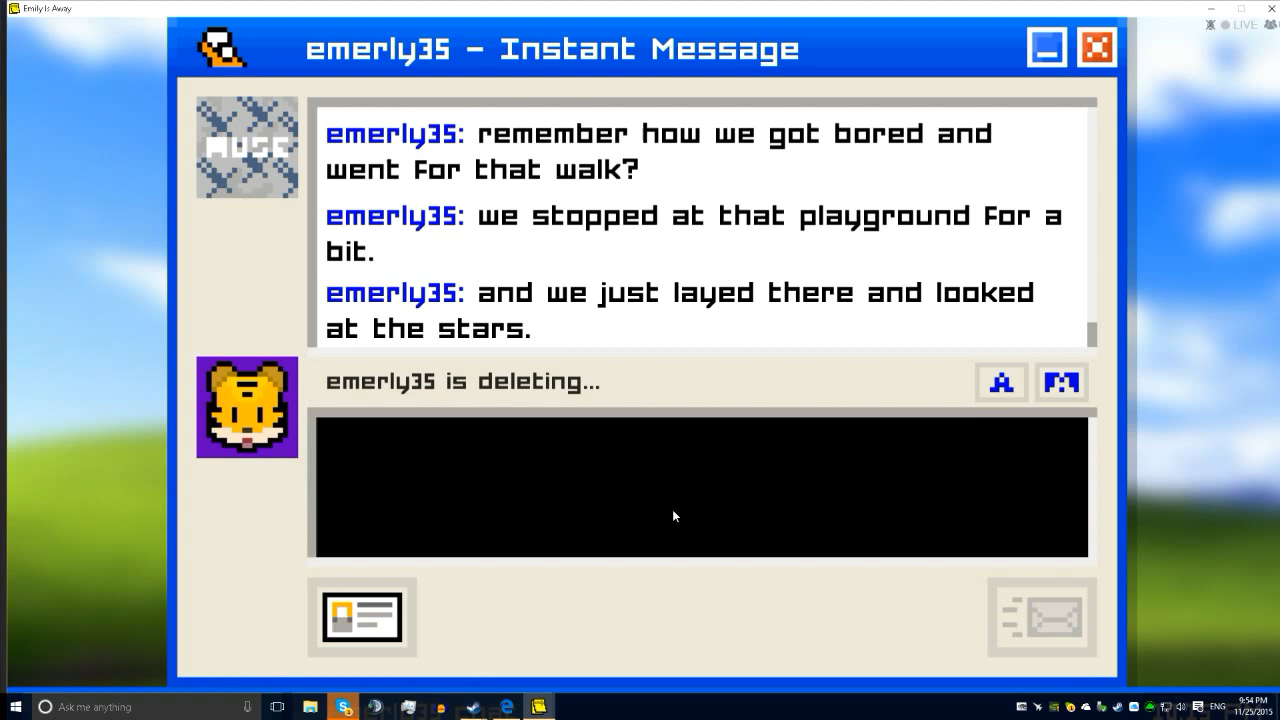 Emily Is Away
LIVE
emerly35 - Instant Message
MUSE
emerly35: remember how we got bored and
went for that walk?
emerly35: we stopped at that playground for a
bit.
emerly35: and we just layed there and looked
at the stars.
emerly35 is deleting...
A
Ask me anything
ENG
9:54 PM
11/25/2015